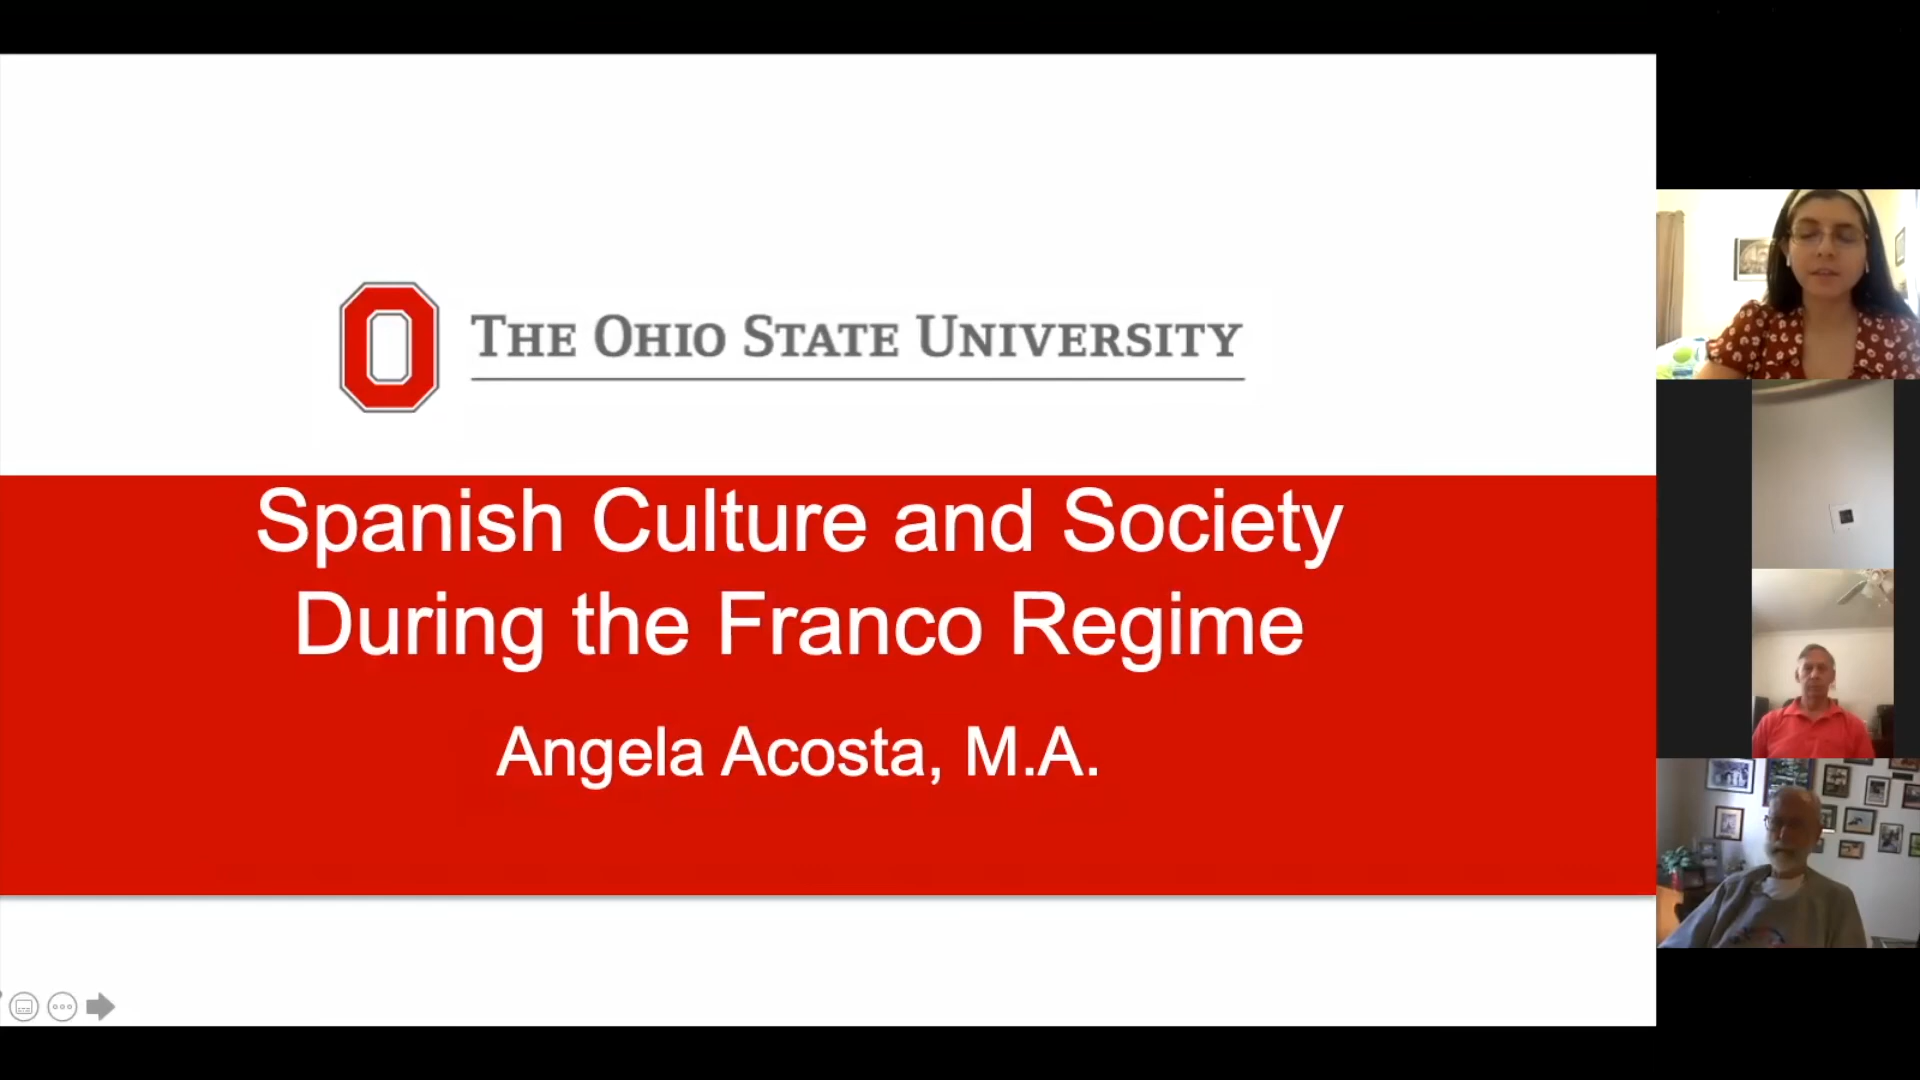 THE OHIO STATE UNIVERSITY
Spanish Culture and Society
During the Franco Regime
Angela Acosta, M.A.